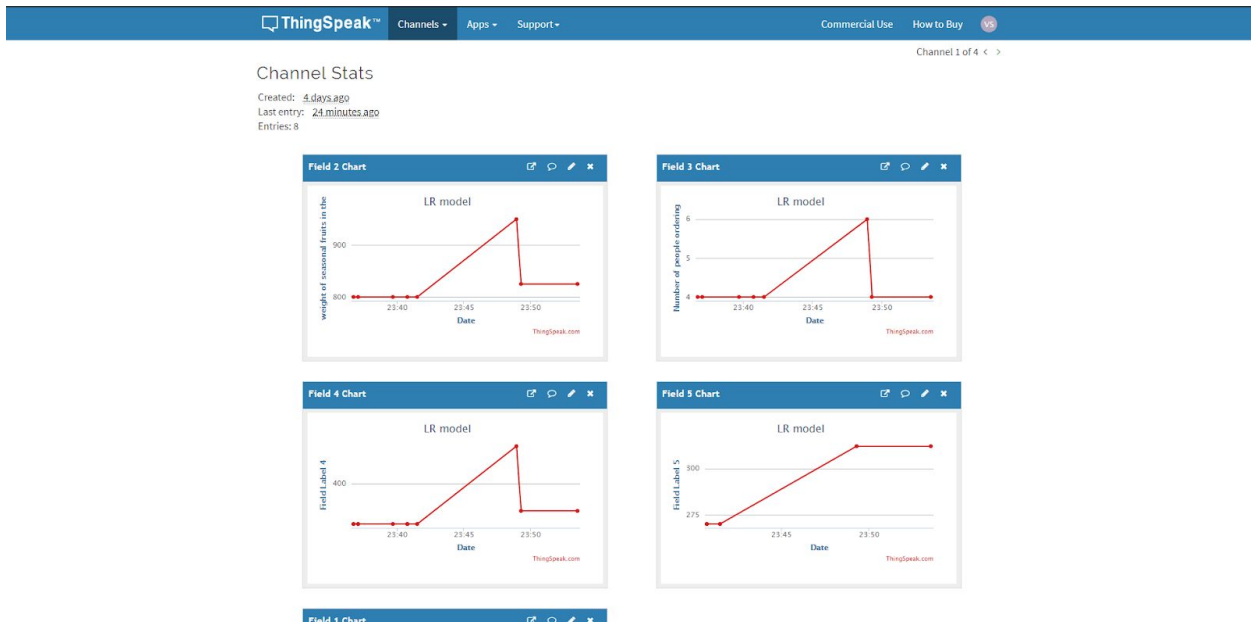 ThingSpeak™ Channels Apps Support Commercial Use How to Buy VS
Channel 1 of 4 < >
Channel Stats
Created: 4 days ago
Last entry: 24 minutes ago
Entries: 8
Field 2 Chart
LR model
weight of seasonal fruits in the
900
800
23:40 23:45 23:50
Date
ThingSpeak.com
Field 3 Chart
LR model
Number of people ordering
6
5
4
23:40 23:45 23:50
Date
ThingSpeak.com
Field 4 Chart
LR model
Field Label 4
400
23:40 23:45 23:50
Date
ThingSpeak.com
Field 5 Chart
LR model
Field Label 5
300
275
23:45 23:50
Date
ThingSpeak.com
Field 1 Chart